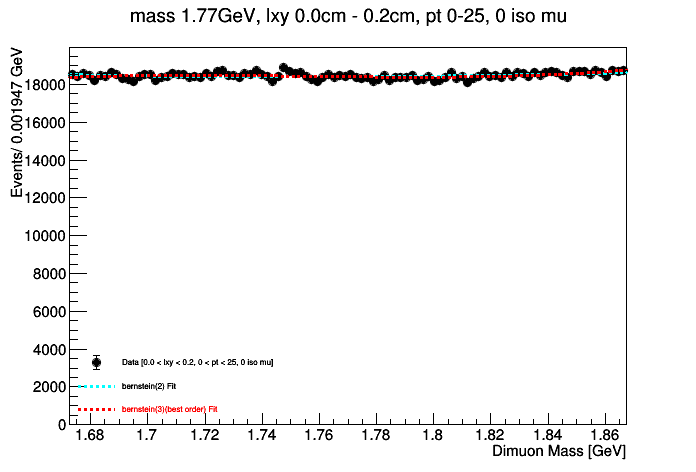 mass 1.77GeV, lxy 0.0cm - 0.2cm, pt 0-25, 0 iso mu
Events/ 0.001947 GeV
18000
16000
14000
12000
10000
8000
6000
4000
2000
0
Data [0.0 < lxy < 0.2, 0 < pt < 25, 0 iso mu]
bernstein(2) Fit
bernstein(3)(best order) Fit
1.68 1.7 1.72 1.74 1.76 1.78 1.8 1.82 1.84 1.86
Dimuon Mass [GeV]